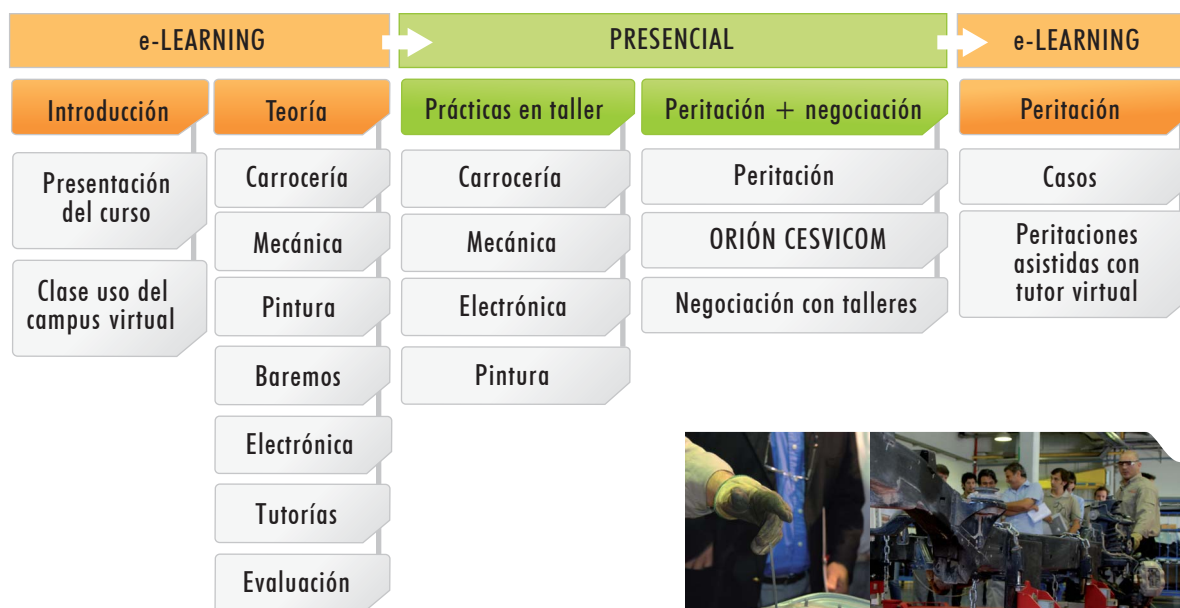 e-LEARNING
PRESENCIAL
e-LEARNING
Introducción
Presentación
del curso
Clase uso del
campus virtual
Teoría
Carrocería
Mecánica
Pintura
Baremos
Electrónica
Tutorías
Evaluación
Prácticas en taller
Carrocería
Mecánica
Electrónica
Pintura
Peritación + negociación
Peritación
ORIÓN CESVICOM
Negociación con talleres
Peritación
Casos
Peritaciones
asistidas con
tutor virtual